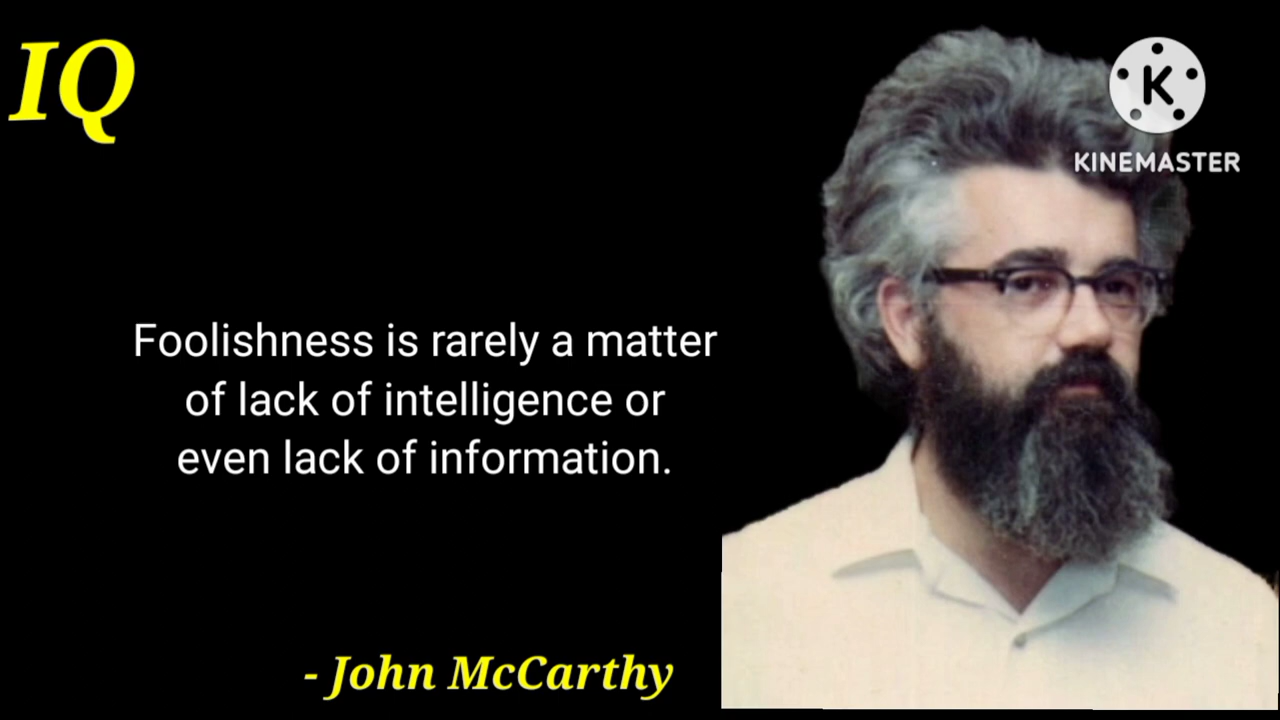 IQ
K
KINEMASTER
Foolishness is rarely a matter
of lack of intelligence or
even lack of information.
- John McCarthy